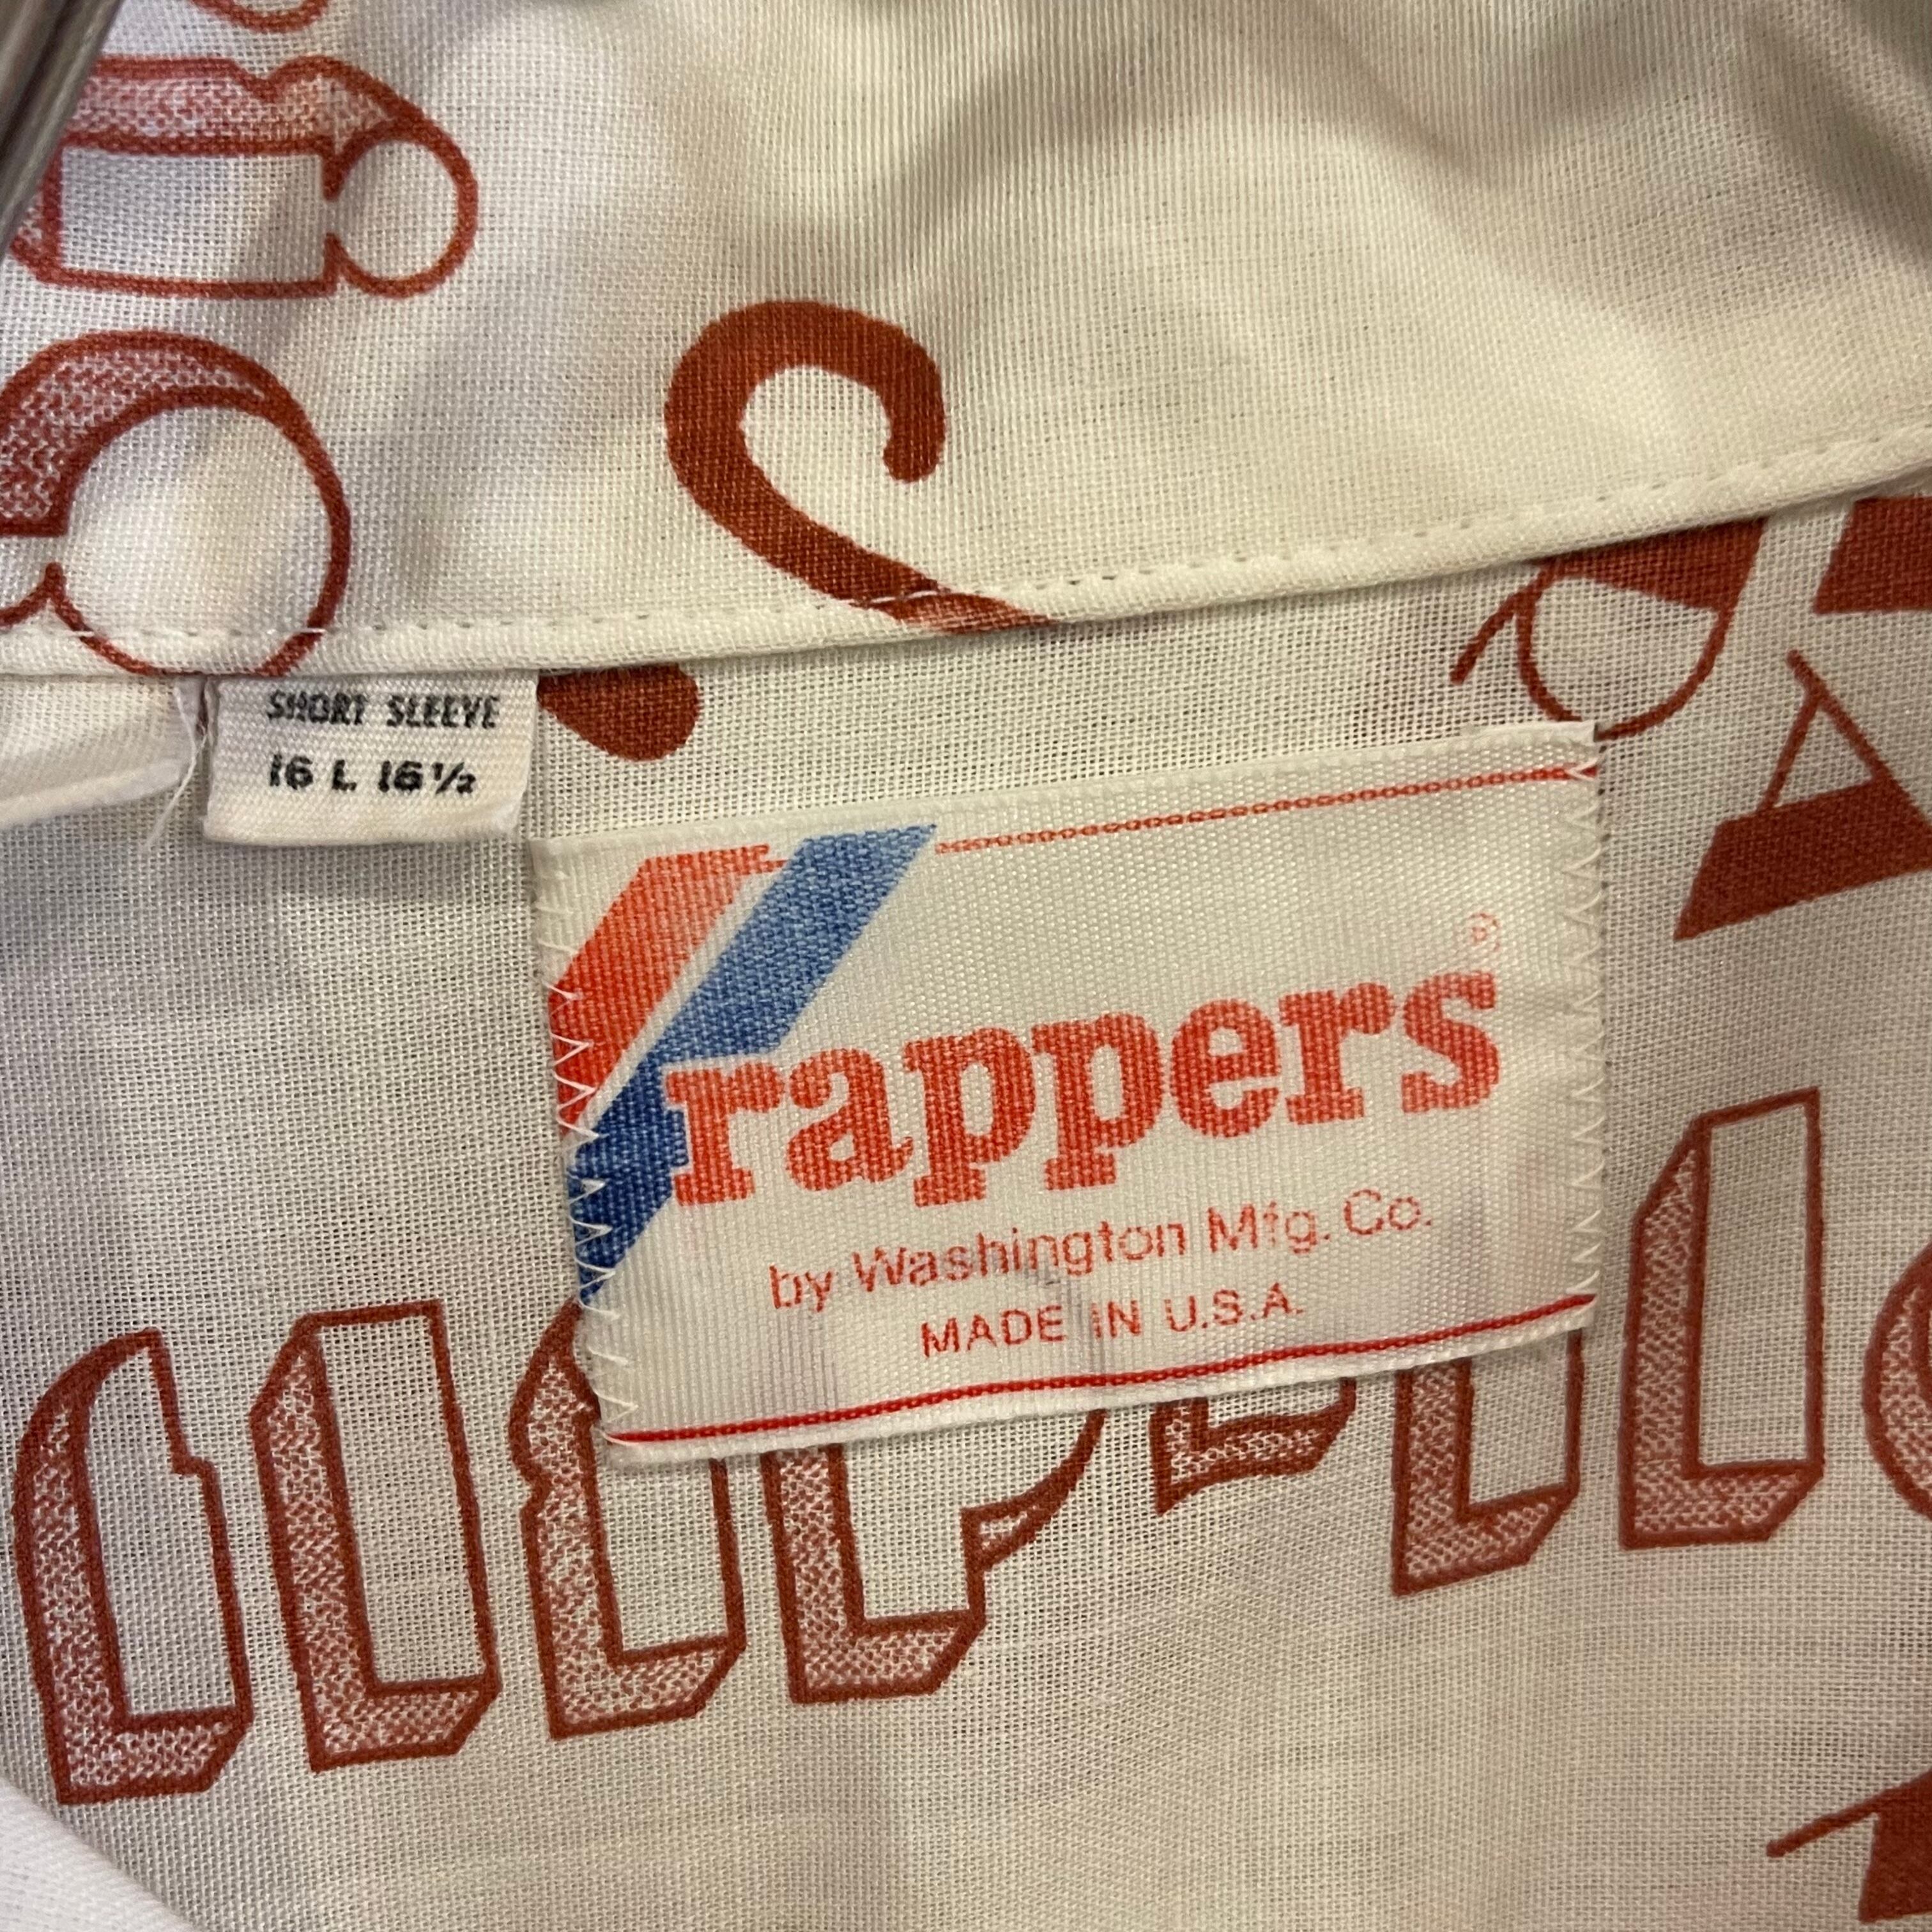 SHORT SLEEVE
16 L 16½
rappers®
by Washington Mfg. Co.
MADE IN U.S.A.